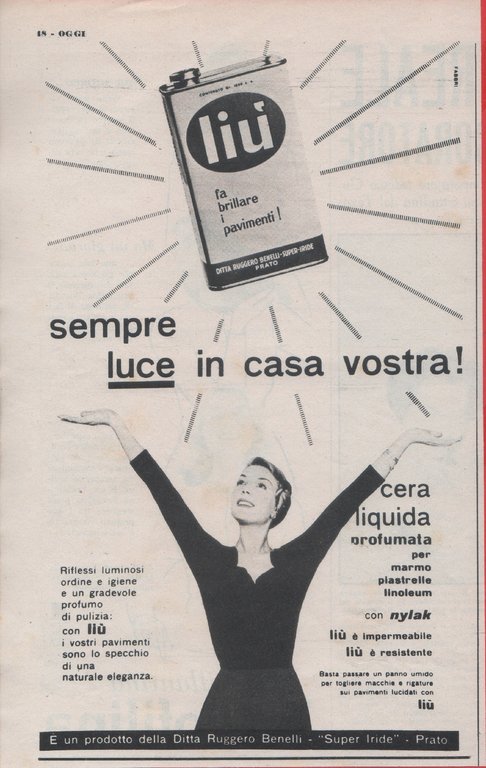 18 - OGGI
FABBRI
liù
fa
brillare
i
pavimenti!
DITTA RUGGERO BENELLI-SUPER-IRIDE
PRATO
sempre
luce in casa vostra!
cera
liquida
profumata
per
marmo
piastrelle
linoleum
con nylak
liù è impermeabile
liù è resistente
Basta passare un panno umido
per togliere macchie e rigature
sui pavimenti lucidati con
liù
Riflessi luminosi
ordine e igiene
e un gradevole
profumo
di pulizia:
con liù
i vostri pavimenti
sono lo specchio
di una
naturale eleganza.
È un prodotto della Ditta Ruggero Benelli - "Super Iride" - Prato